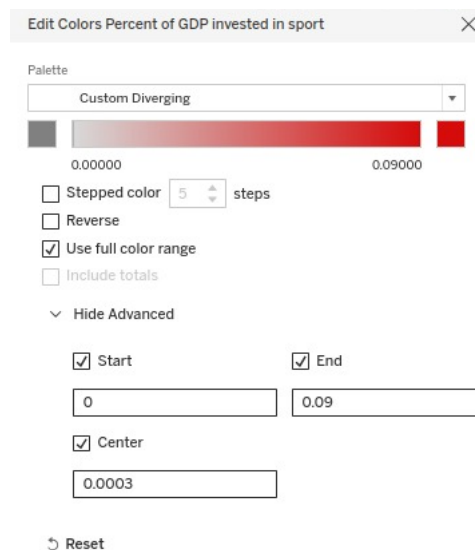 Edit Colors Percent of GDP invested in sport
Palette
Custom Diverging
0.00000 0.09000
Stepped color 5 steps
Reverse
Use full color range
Include totals
Hide Advanced
Start End
0 0.09
Center
0.0003
Reset